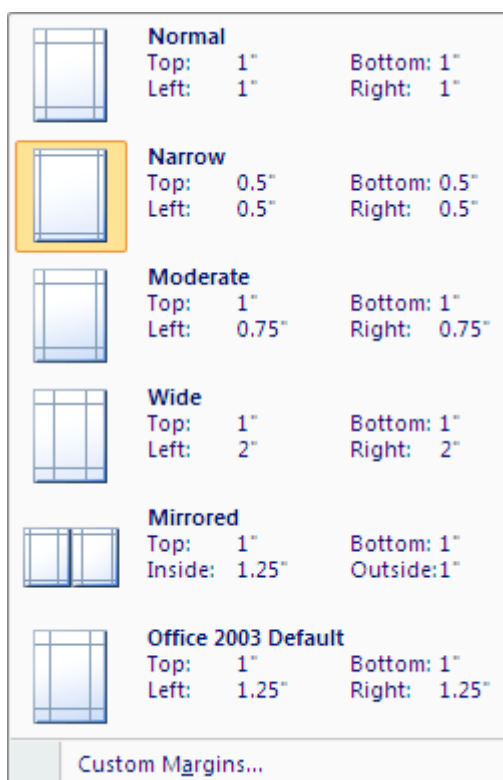 Normal
Top: 1" Bottom: 1"
Left: 1" Right: 1"
Narrow
Top: 0.5" Bottom: 0.5"
Left: 0.5" Right: 0.5"
Moderate
Top: 1" Bottom: 1"
Left: 0.75" Right: 0.75"
Wide
Top: 1" Bottom: 1"
Left: 2" Right: 2"
Mirrored
Top: 1" Bottom: 1"
Inside: 1.25" Outside:1"
Office 2003 Default
Top: 1" Bottom: 1"
Left: 1.25" Right: 1.25"
Custom Margins...